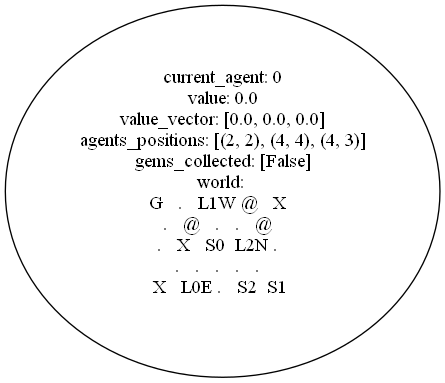 current_agent: 0
value: 0.0
value_vector: [0.0, 0.0, 0.0]
agents_positions: [(2, 2), (4, 4), (4, 3)]
gems_collected: [False]
world:
G . L1W @ X
. @ . . @
. X S0 L2N .
. . . . .
X L0E . S2 S1